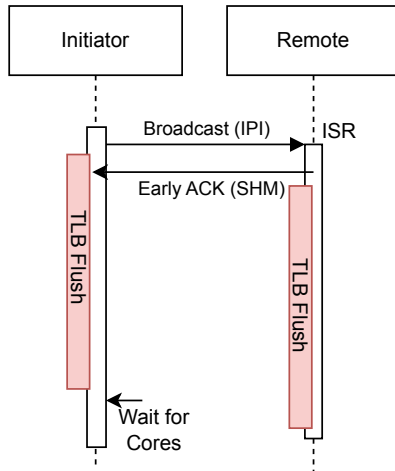 Initiator
Remote
Broadcast (IPI)
ISR
Early ACK (SHM)
TLB Flush
TLB Flush
Wait for
Cores